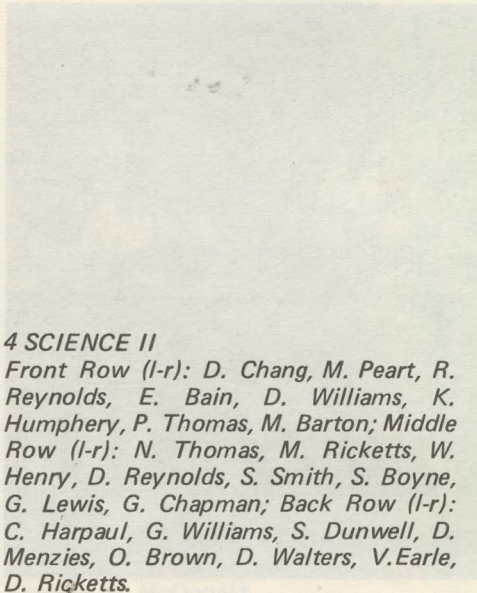 4 SCIENCE II
Front Row (l-r): D. Chang, M. Peart, R.
Reynolds, E. Bain, D. Williams, K.
Humphery, P. Thomas, M. Barton; Middle
Row (l-r): N. Thomas, M. Ricketts, W.
Henry, D. Reynolds, S. Smith, S. Boyne,
G. Lewis, G. Chapman; Back Row (l-r):
C. Harpaul, G. Williams, S. Dunwell, D.
Menzies, O. Brown, D. Walters, V.Earle,
D. Ricketts.